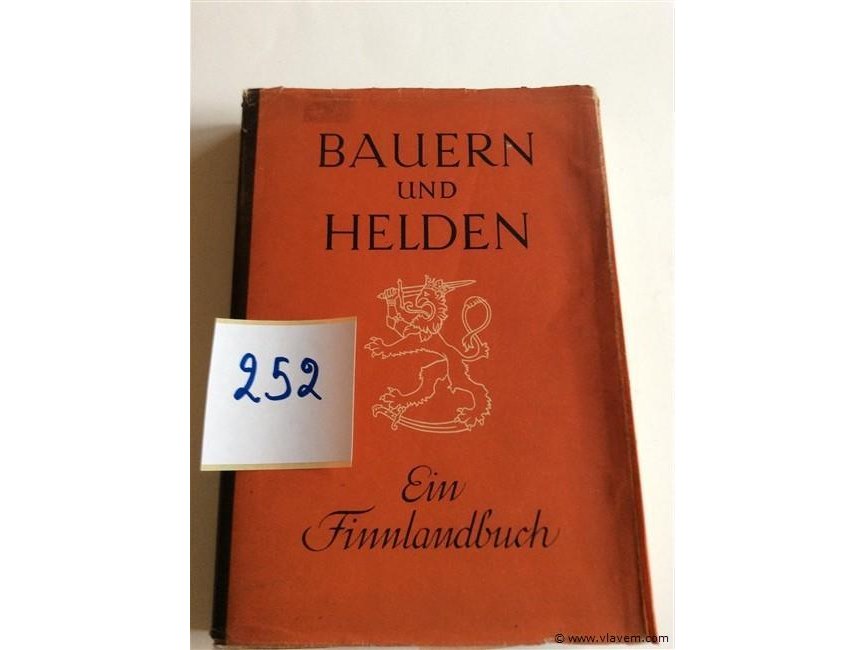 BAUERN
UND
HELDEN
252
Ein
Finnlandbuch
© www.vlavem.com